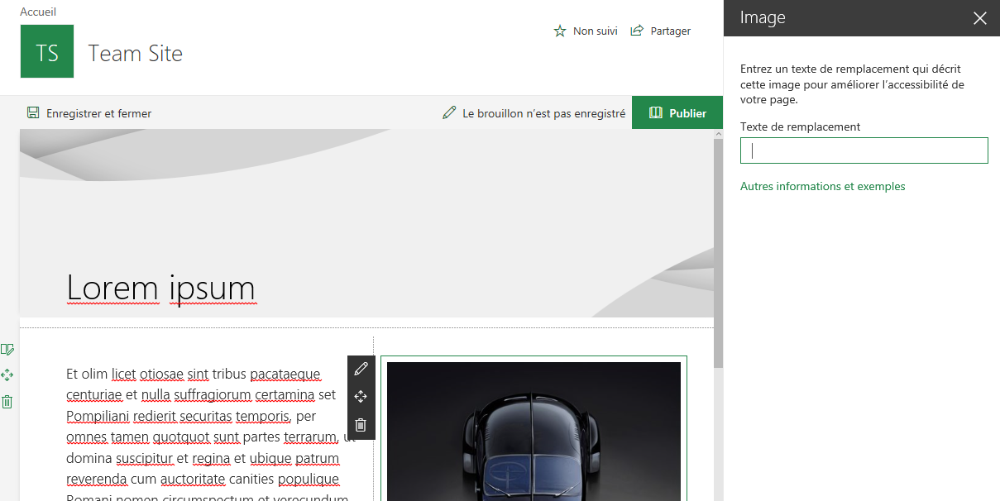 Accueil
TS
Team Site
Non suivi
Partager
Enregistrer et fermer
Le brouillon n’est pas enregistré
Publier
Lorem ipsum
Et olim licet otiosae sint tribus pacataeque
centuriae et nulla suffragiorum certamina set
Pompiliani redierit securitas temporis, per
omnes tamen quotquot sunt partes terrarum, ut
domina suscipitur et regina et ubique patrum
reverenda cum auctoritate canities populique
Romani nomen circumspectum et verecundum
Image
Entrez un texte de remplacement qui décrit
cette image pour améliorer l’accessibilité de
votre page.
Texte de remplacement
Autres informations et exemples